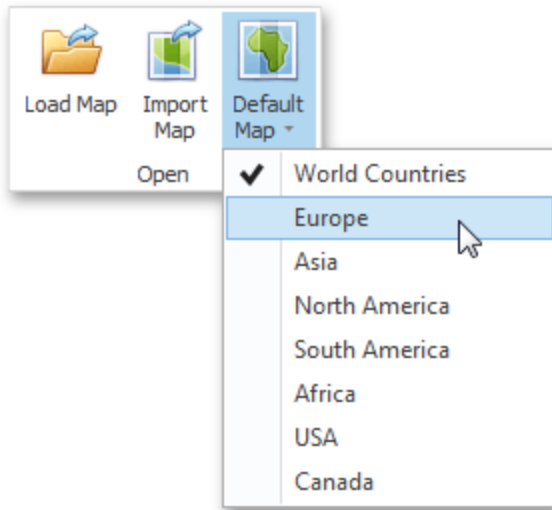 Load Map
Import
Map
Default
Map
Open
World Countries
Europe
Asia
North America
South America
Africa
USA
Canada